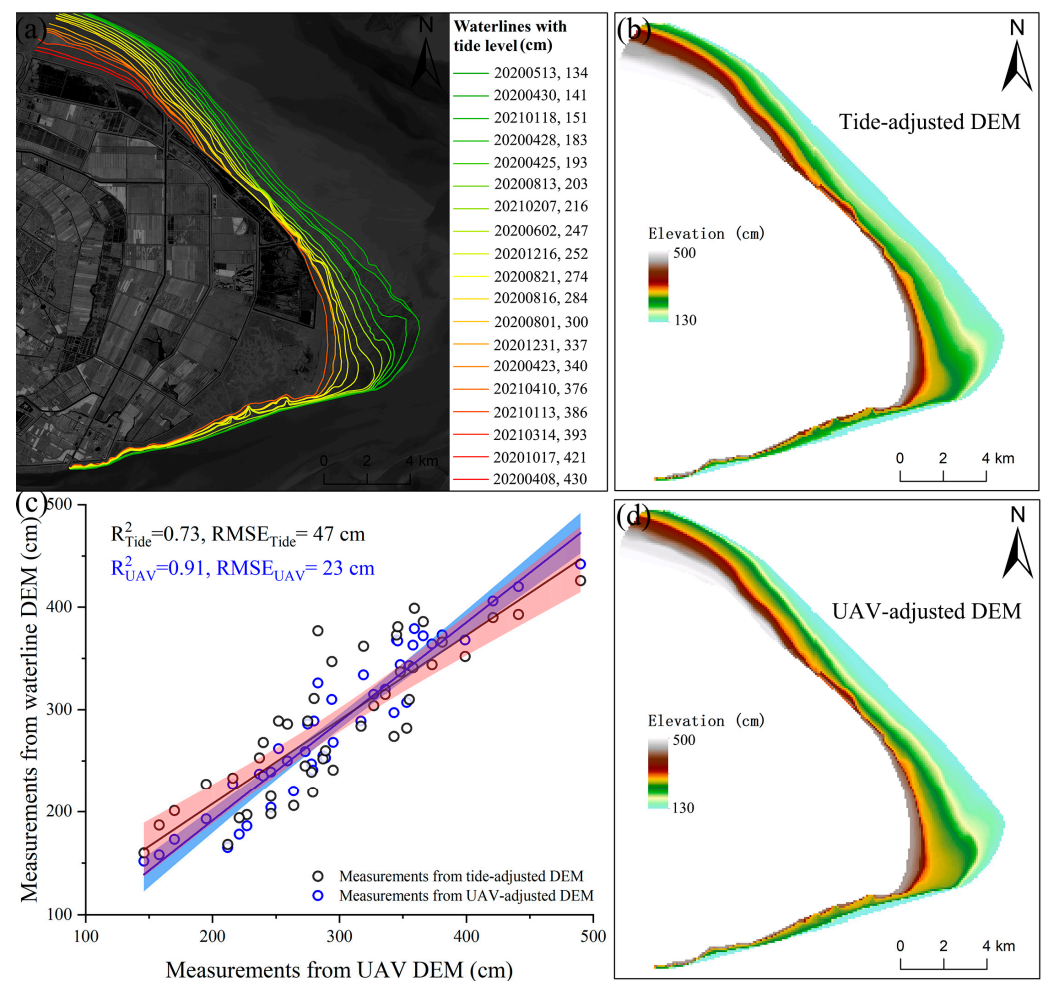 (a)
N
0 2 4 km
Waterlines with
tide level (cm)
20200513, 134
20200430, 141
20210118, 151
20200428, 183
20200425, 193
20200813, 203
20210207, 216
20200602, 247
20201216, 252
20200821, 274
20200816, 284
20200801, 300
20201231, 337
20200423, 340
20210410, 376
20210113, 386
20210314, 393
20201017, 421
20200408, 430
(b)
N
Tide-adjusted DEM
Elevation (cm)
500
130
0 2 4 km
(c)
R²Tide=0.73, RMSETide= 47 cm
R²UAV=0.91, RMSEUAV= 23 cm
500
400
300
200
100
Measurements from waterline DEM (cm)
Measurements from tide-adjusted DEM
Measurements from UAV-adjusted DEM
100 200 300 400 500
Measurements from UAV DEM (cm)
(d)
N
UAV-adjusted DEM
Elevation (cm)
500
130
0 2 4 km